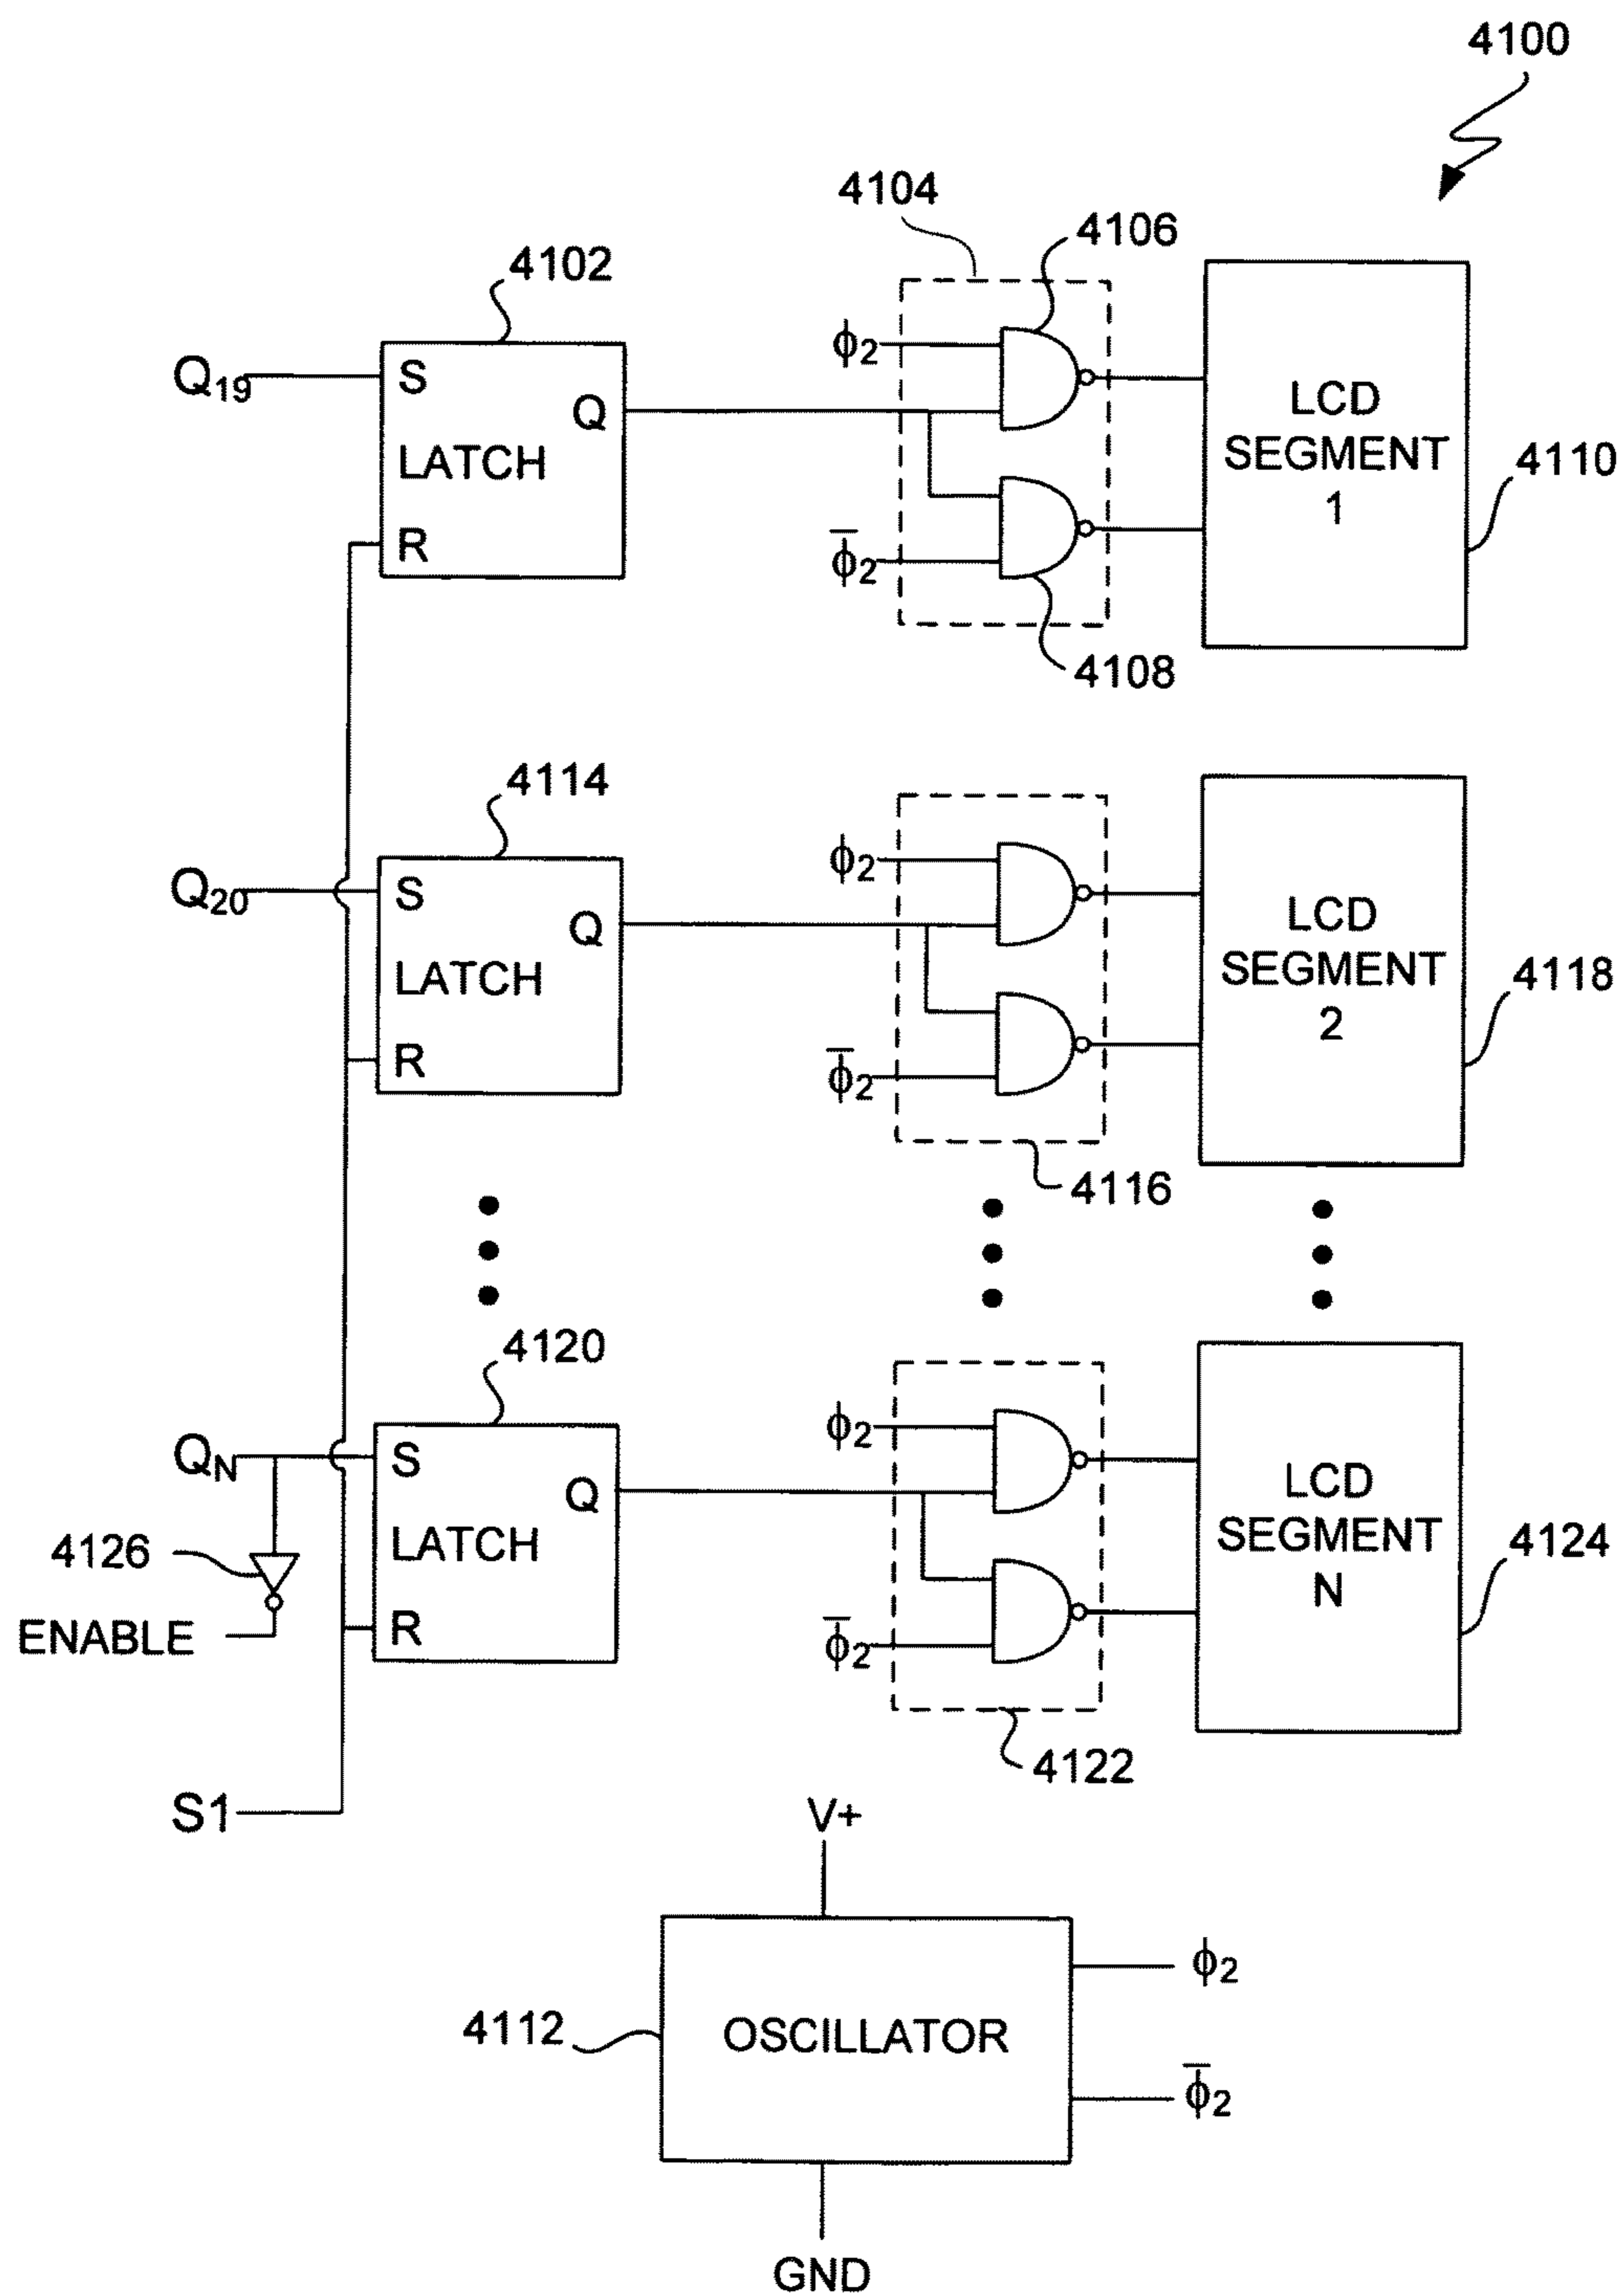 4100
4104
4106
4102
Q19
S
Q
LATCH
R
ϕ2
ϕ̅2
LCD
SEGMENT
1
4110
4108
4114
Q20
S
Q
LATCH
R
ϕ2
ϕ̅2
LCD
SEGMENT
2
4118
4116
4120
QN
S
Q
LATCH
R
4126
ENABLE
ϕ2
ϕ̅2
LCD
SEGMENT
N
4124
4122
S1
V+
4112
OSCILLATOR
ϕ2
ϕ̅2
GND